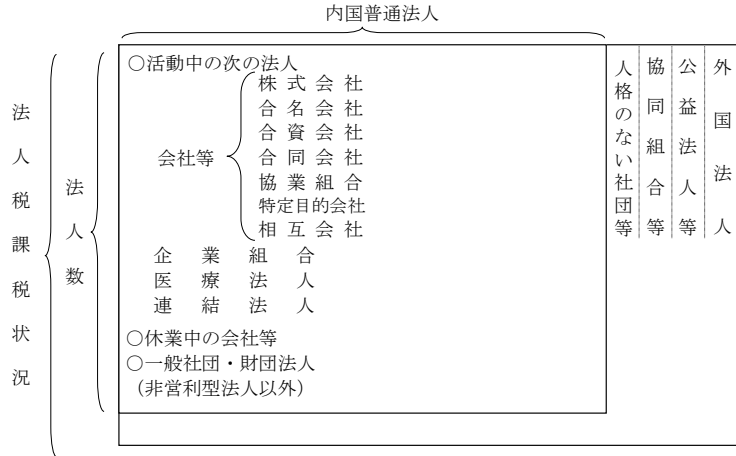 内国普通法人
法人税課税状況
法人数
○活動中の次の法人
会社等
株式会社
合名会社
合資会社
合同会社
協業組合
特定目的会社
相互会社
企業組合
医療法人
連結法人
○休業中の会社等
○一般社団・財団法人
（非営利型法人以外）
人格のない社団等
協同組合等
公益法人等
外国法人